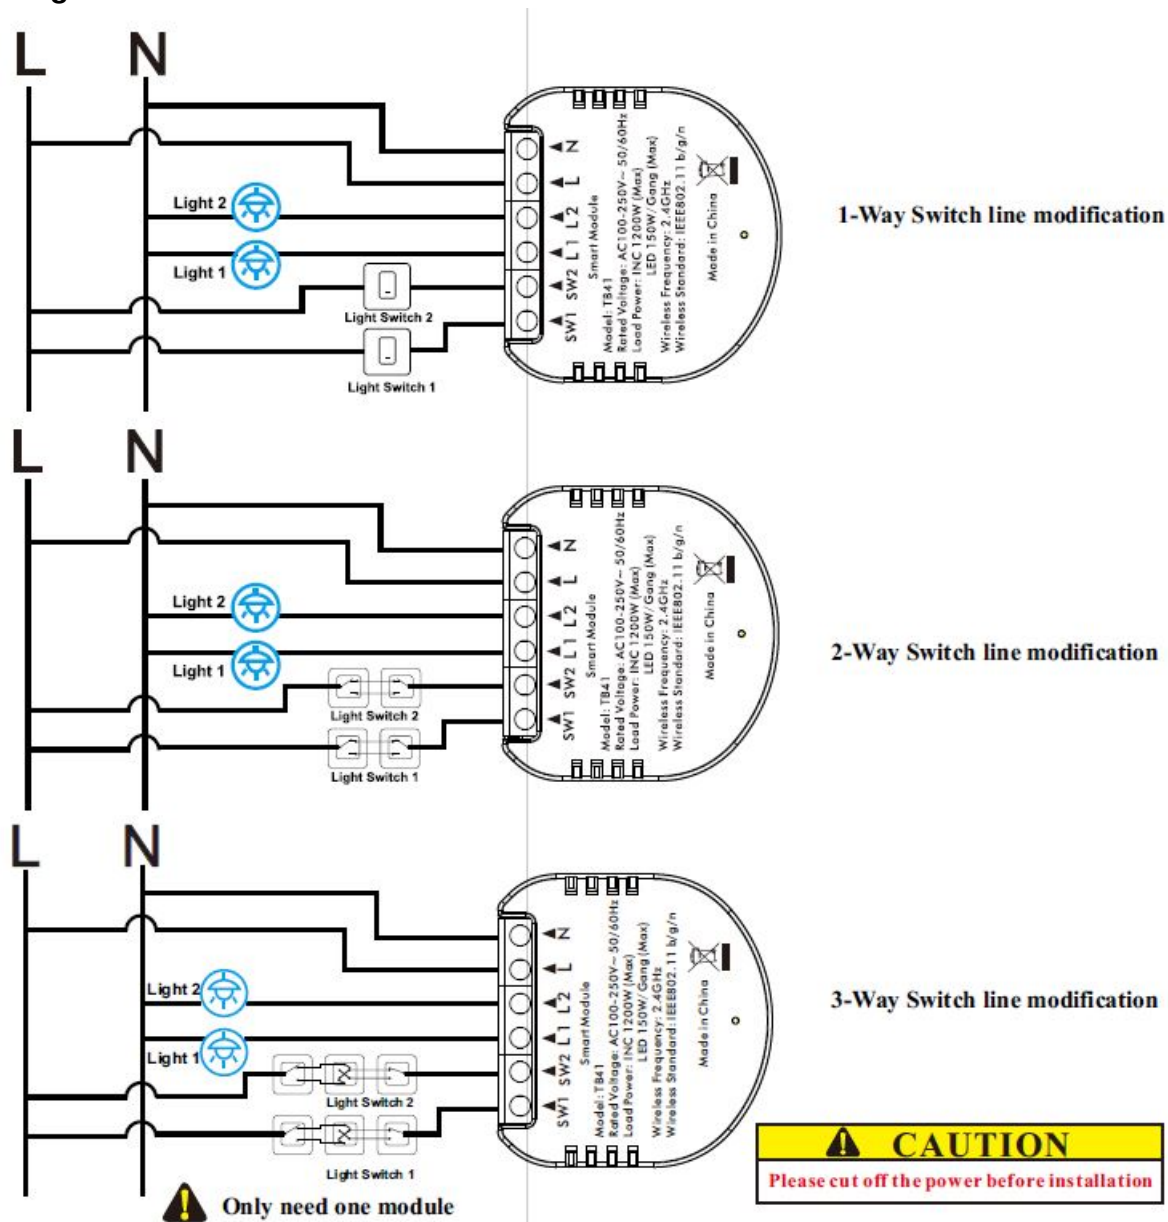 L N
N
L
Light 2
L2
Light 1
L1
SW2
Light Switch 2
SW1
Light Switch 1
Smart Module
Model: TB41
Rated Voltage: AC100-250V~ 50/60Hz
Load Power: INC 1200W (Max)
LED 150W/ Gang (Max)
Wireless Frequency: 2.4GHz
Wireless Standard: IEEE802.11 b/g/n
Made in China
1-Way Switch line modification
L N
N
L
Light 2
L2
Light 1
L1
SW2
Light Switch 2
SW1
Light Switch 1
Smart Module
Model: TB41
Rated Voltage: AC100-250V~ 50/60Hz
Load Power: INC 1200W (Max)
LED 150W/ Gang (Max)
Wireless Frequency: 2.4GHz
Wireless Standard: IEEE802.11 b/g/n
Made in China
2-Way Switch line modification
L N
N
L
Light 2
L2
Light 1
L1
SW2
Light Switch 2
SW1
Light Switch 1
Smart Module
Model: TB41
Rated Voltage: AC100-250V~ 50/60Hz
Load Power: INC 1200W (Max)
LED 150W/ Gang (Max)
Wireless Frequency: 2.4GHz
Wireless Standard: IEEE802.11 b/g/n
Made in China
3-Way Switch line modification
Only need one module
CAUTION
Please cut off the power before installation